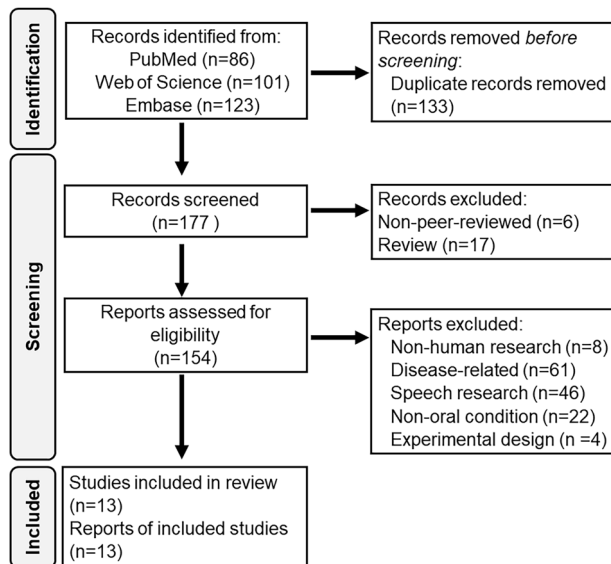 Identification
Records identified from:
PubMed (n=86)
Web of Science (n=101)
Embase (n=123)
Records removed before
screening:
Duplicate records removed
(n=133)
Screening
Records screened
(n=177 )
Records excluded:
Non-peer-reviewed (n=6)
Review (n=17)
Reports assessed for
eligibility
(n=154)
Reports excluded:
Non-human research (n=8)
Disease-related (n=61)
Speech research (n=46)
Non-oral condition (n=22)
Experimental design (n =4)
Included
Studies included in review
(n=13)
Reports of included studies
(n=13)